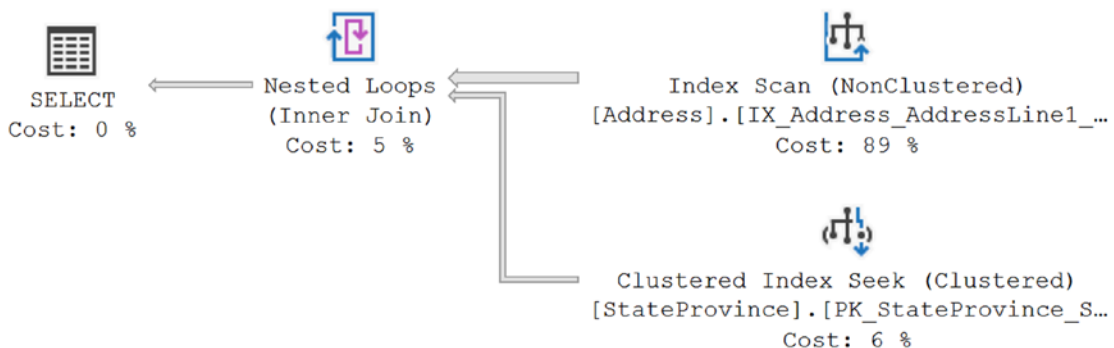 SELECT
Cost: 0 %
Nested Loops
(Inner Join)
Cost: 5 %
Index Scan (NonClustered)
[Address].[IX_Address_AddressLine1_…
Cost: 89 %
Clustered Index Seek (Clustered)
[StateProvince].[PK_StateProvince_S…
Cost: 6 %